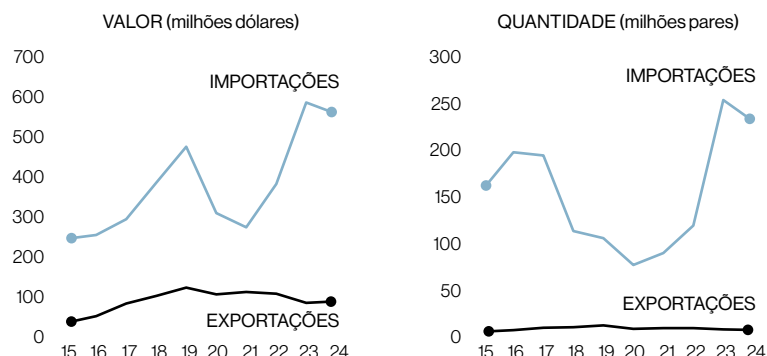 VALOR (milhões dólares)
700
600
500
400
300
200
100
0
IMPORTAÇÕES
EXPORTAÇÕES
15 16 17 18 19 20 21 22 23 24
QUANTIDADE (milhões pares)
300
250
200
150
100
50
0
IMPORTAÇÕES
EXPORTAÇÕES
15 16 17 18 19 20 21 22 23 24